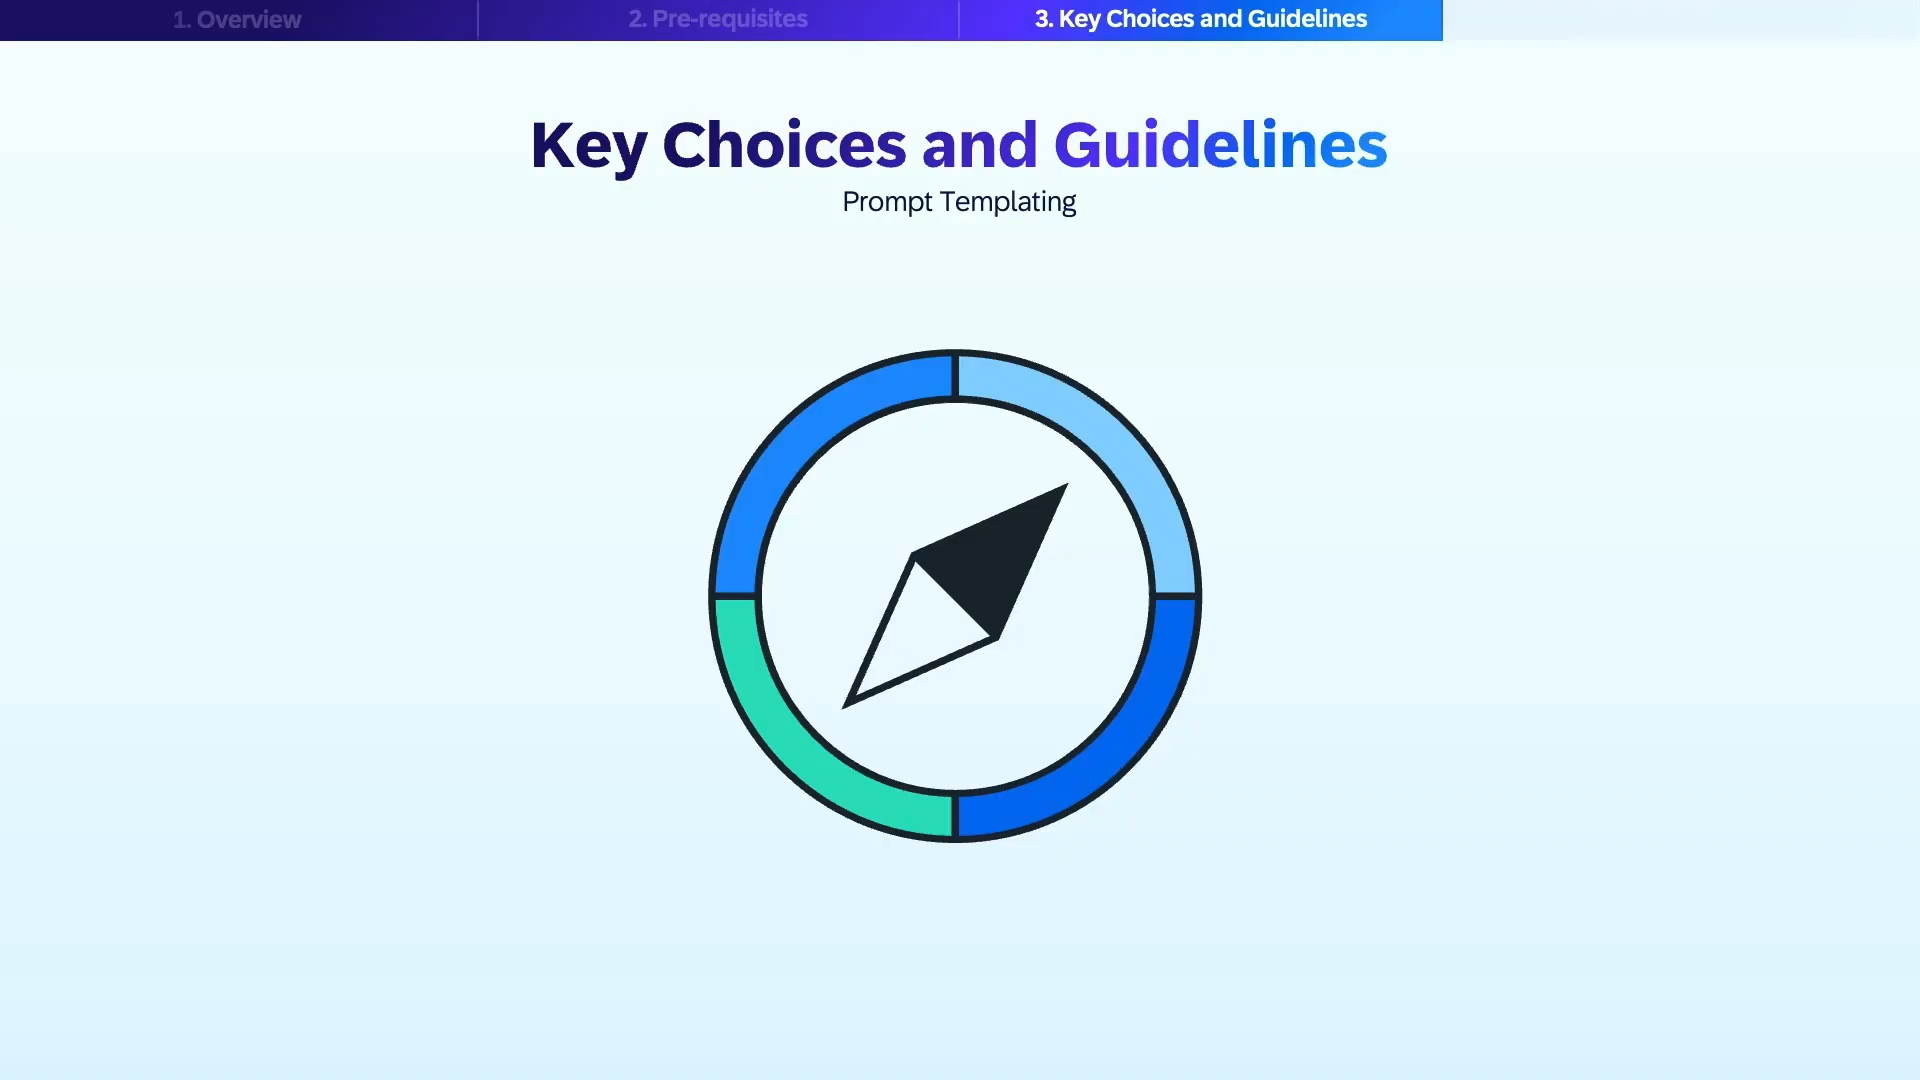 1. Overview
2. Pre-requisites
3. Key Choices and Guidelines
Key Choices and Guidelines
Prompt Templating